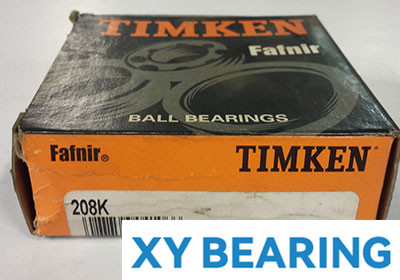 TIMKEN
Fafnir
BALL BEARINGS
Fafnir® TIMKEN
208K
XY BEARING